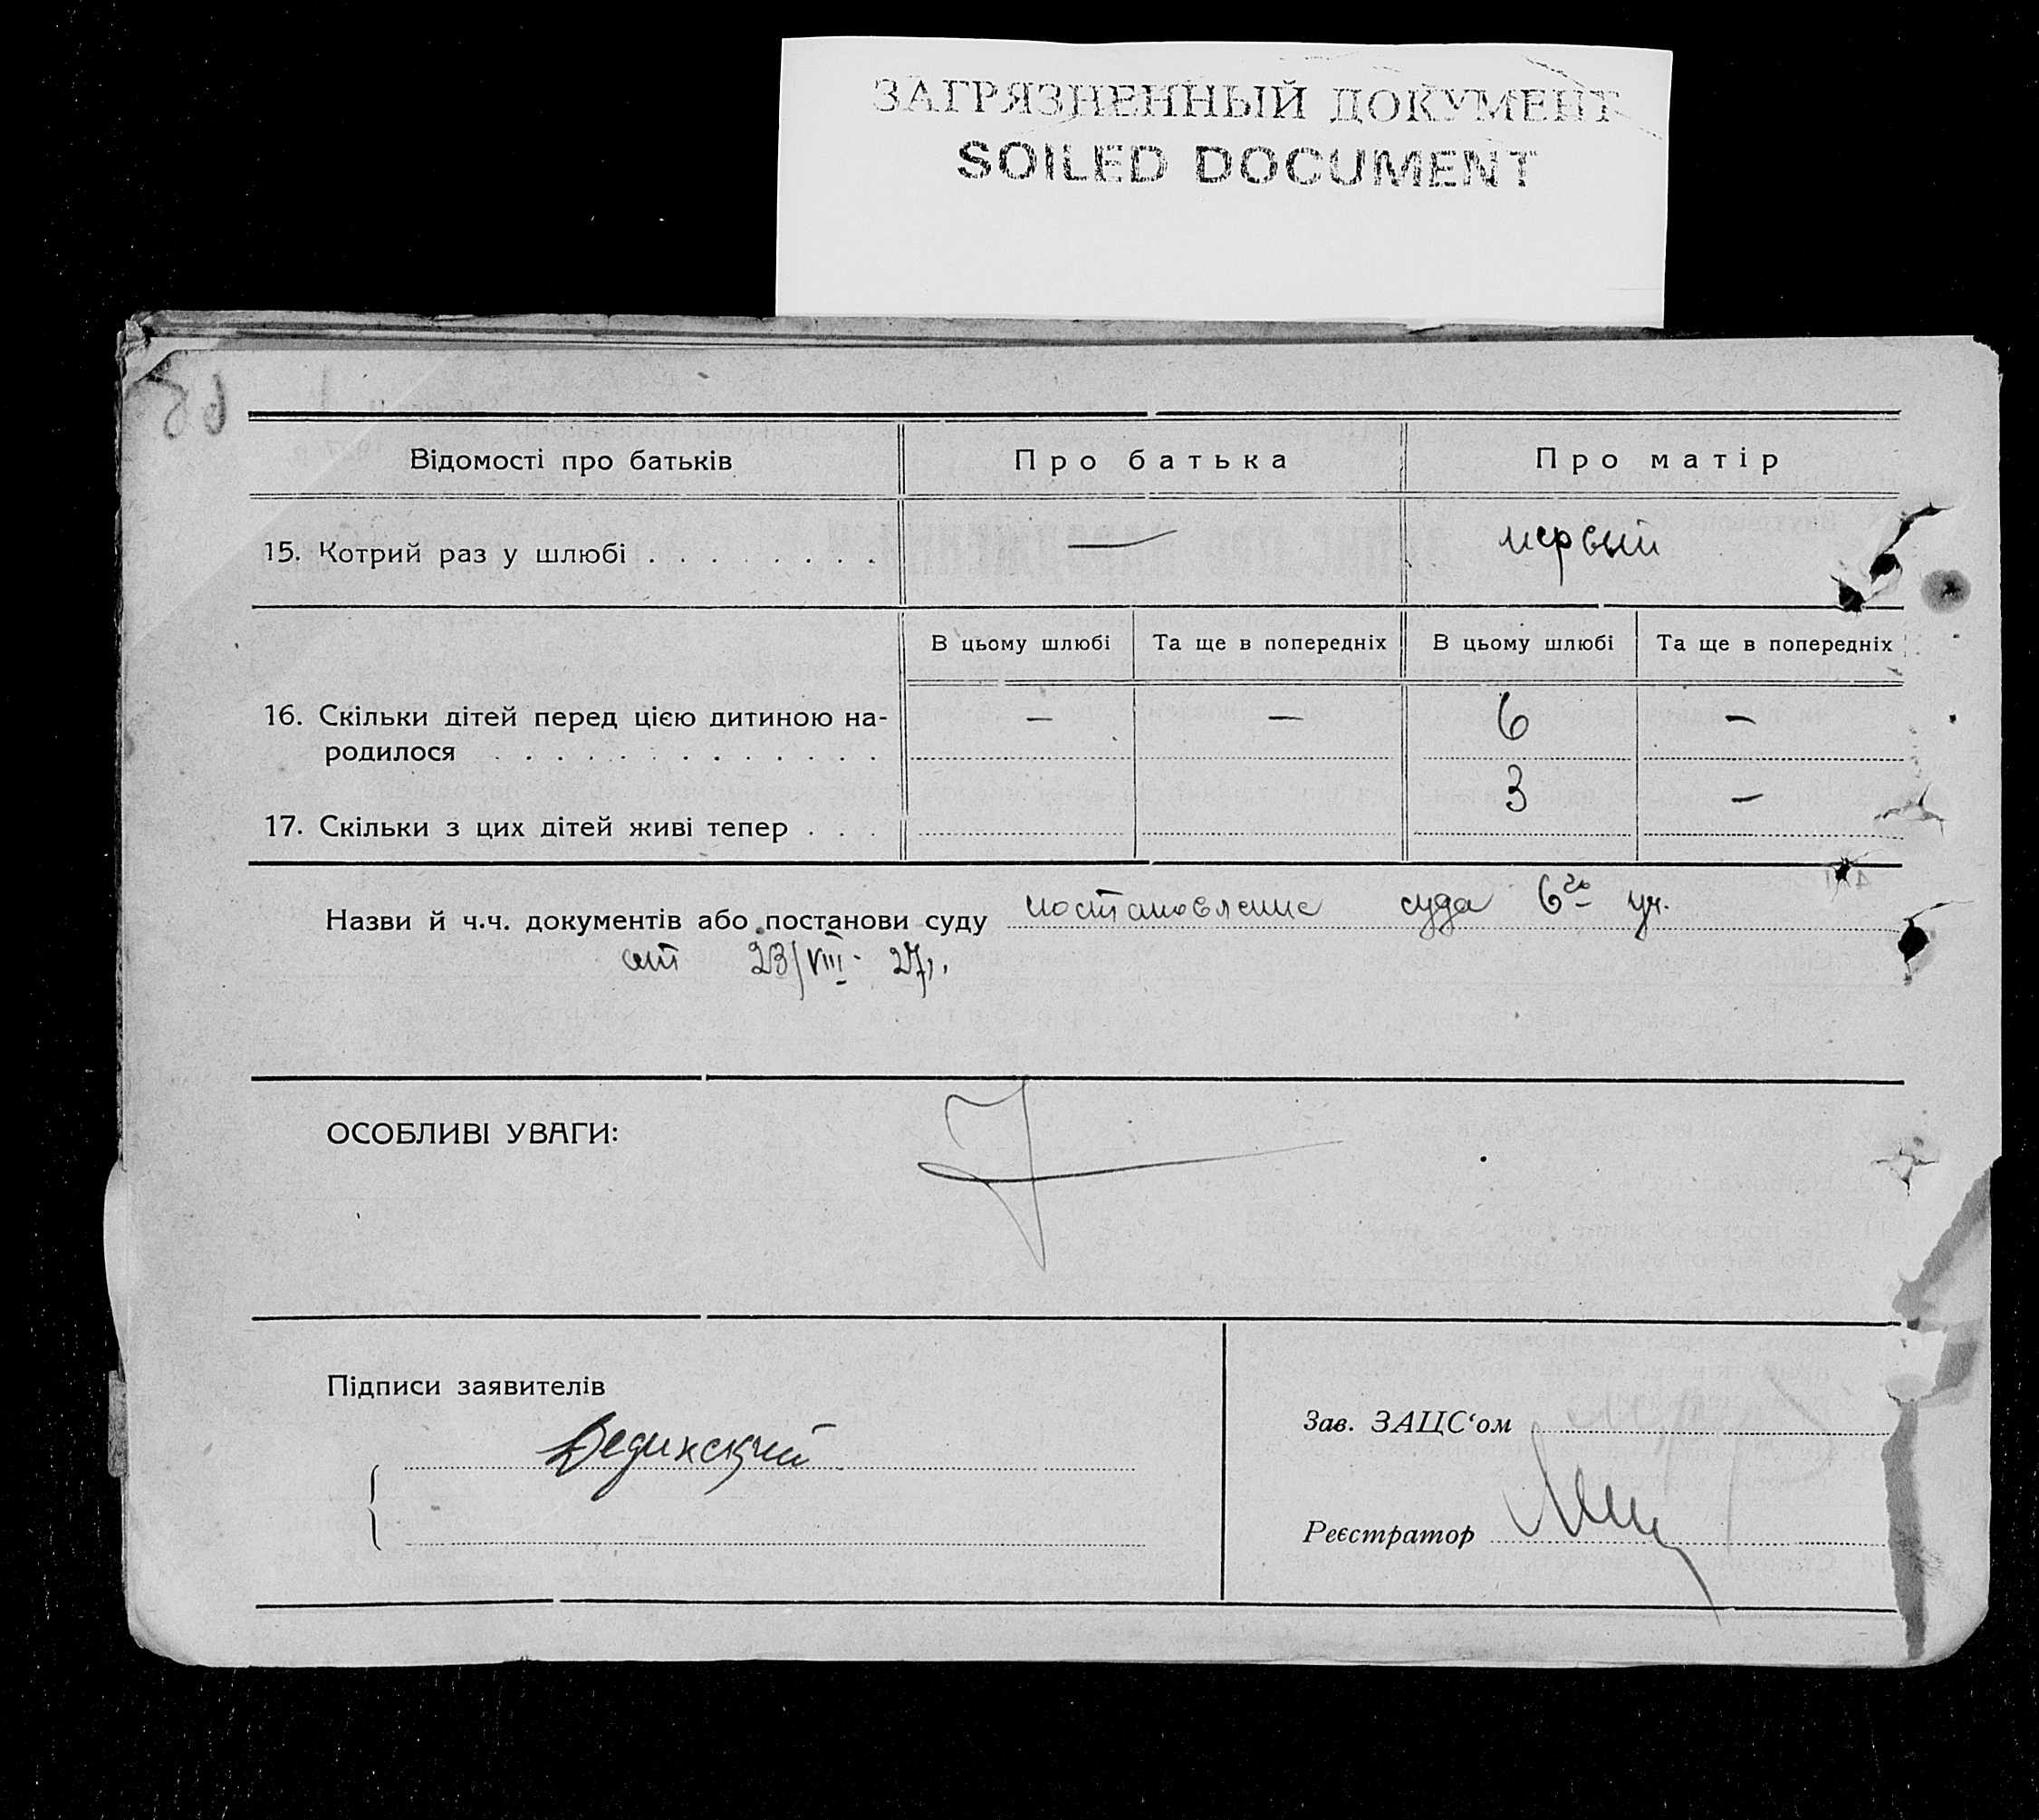 ЗАГРЯЗНЕННЫЙ ДОКУМЕНТ
SOILED DOCUMENT
Відомості про батьків Про батька Про матір
15. Котрий раз у шлюбі . . . . . . . . — первый
В цьому шлюбі Та ще в попередніх В цьому шлюбі Та ще в попередніх
16. Скільки дітей перед цією дитиною на- — — 6 —
родилося . . . . . . . . . . . . .
17. Скільки з цих дітей живі тепер . . . 3 —
Назви й ч.ч. документів або постанови суду постановление суда 6го уч.
от 23/VIII- 27г.
ОСОБЛИВІ УВАГИ:
Підписи заявителів
Зав. ЗАЦС‘ом
Дединский
Реєстратор